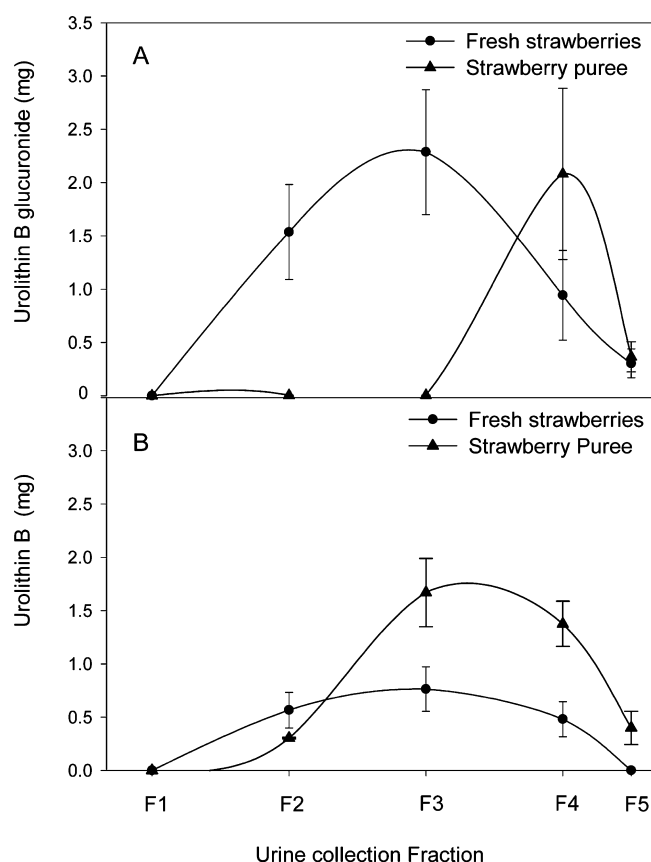 3.5
A
Fresh strawberries
Strawberry puree
3.0
2.5
2.0
1.5
1.0
0.5
0
Urolithin B glucuronide (mg)
B
Fresh strawberries
Strawberry Puree
3.0
2.5
2.0
1.5
1.0
0.5
0.0
Urolithin B (mg)
F1 F2 F3 F4 F5
Urine collection Fraction